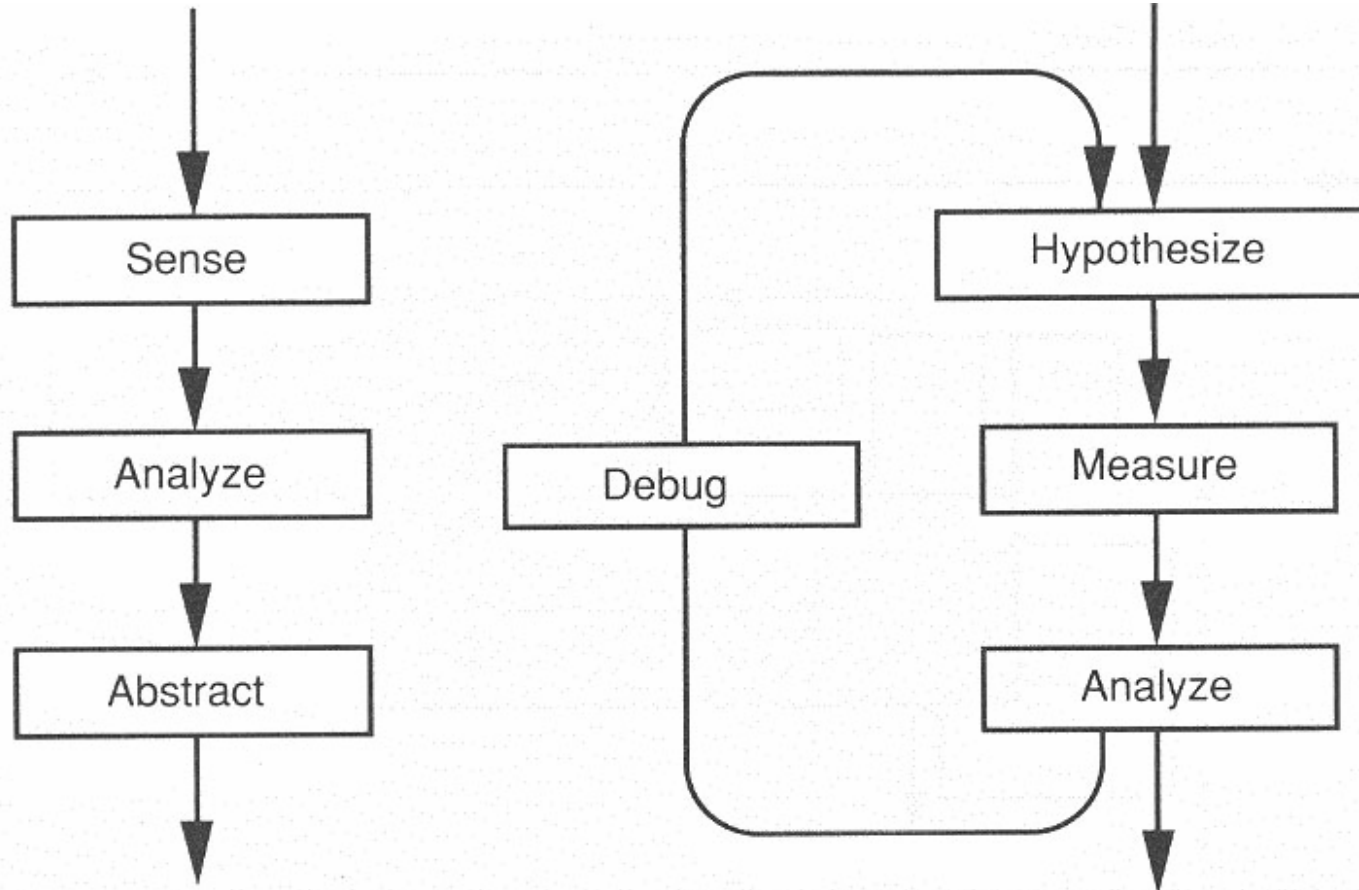 Sense
Analyze
Abstract
Debug
Hypothesize
Measure
Analyze